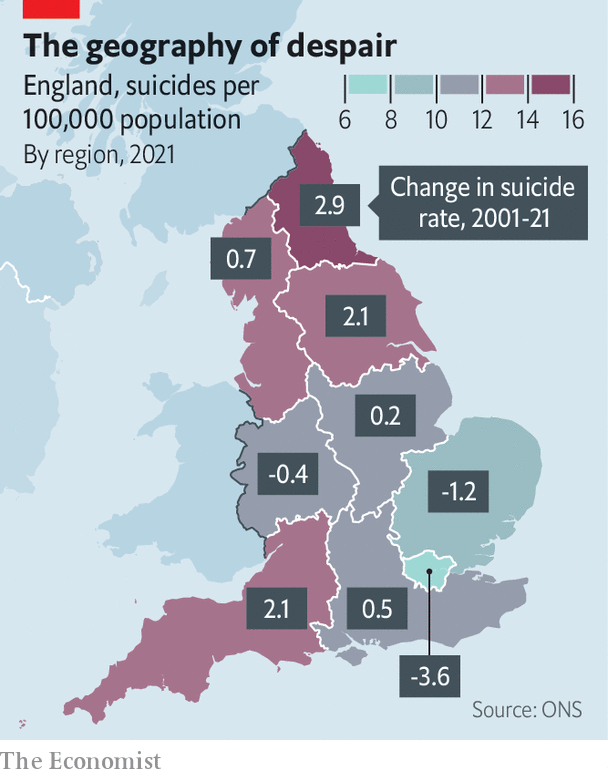 The geography of despair
England, suicides per
100,000 population
By region, 2021
6 8 10 12 14 16
Change in suicide
rate, 2001-21
2.9
0.7
2.1
0.2
-0.4
-1.2
2.1
0.5
-3.6
Source: ONS
The Economist